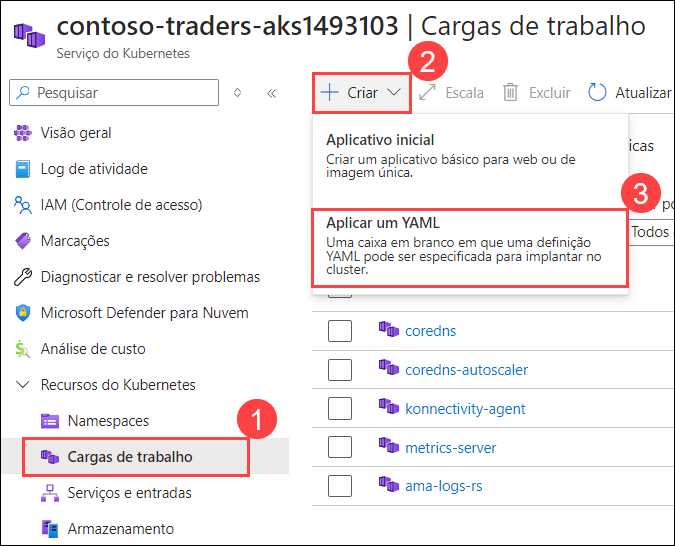 contoso-traders-aks1493103 | Cargas de trabalho
Serviço do Kubernetes
2
Pesquisar
Criar
Escala
Excluir
Atualizar
Visão geral
Log de atividade
IAM (Controle de acesso)
Marcações
Diagnosticar e resolver problemas
Microsoft Defender para Nuvem
Análise de custo
Recursos do Kubernetes
Namespaces
1
Cargas de trabalho
Serviços e entradas
Armazenamento
Aplicativo inicial
Criar um aplicativo básico para web ou de
imagem única.
3
Aplicar um YAML
Uma caixa em branco em que uma definição
YAML pode ser especificada para implantar no
cluster.
icas
po
Todos
coredns
coredns-autoscaler
konnectivity-agent
metrics-server
ama-logs-rs